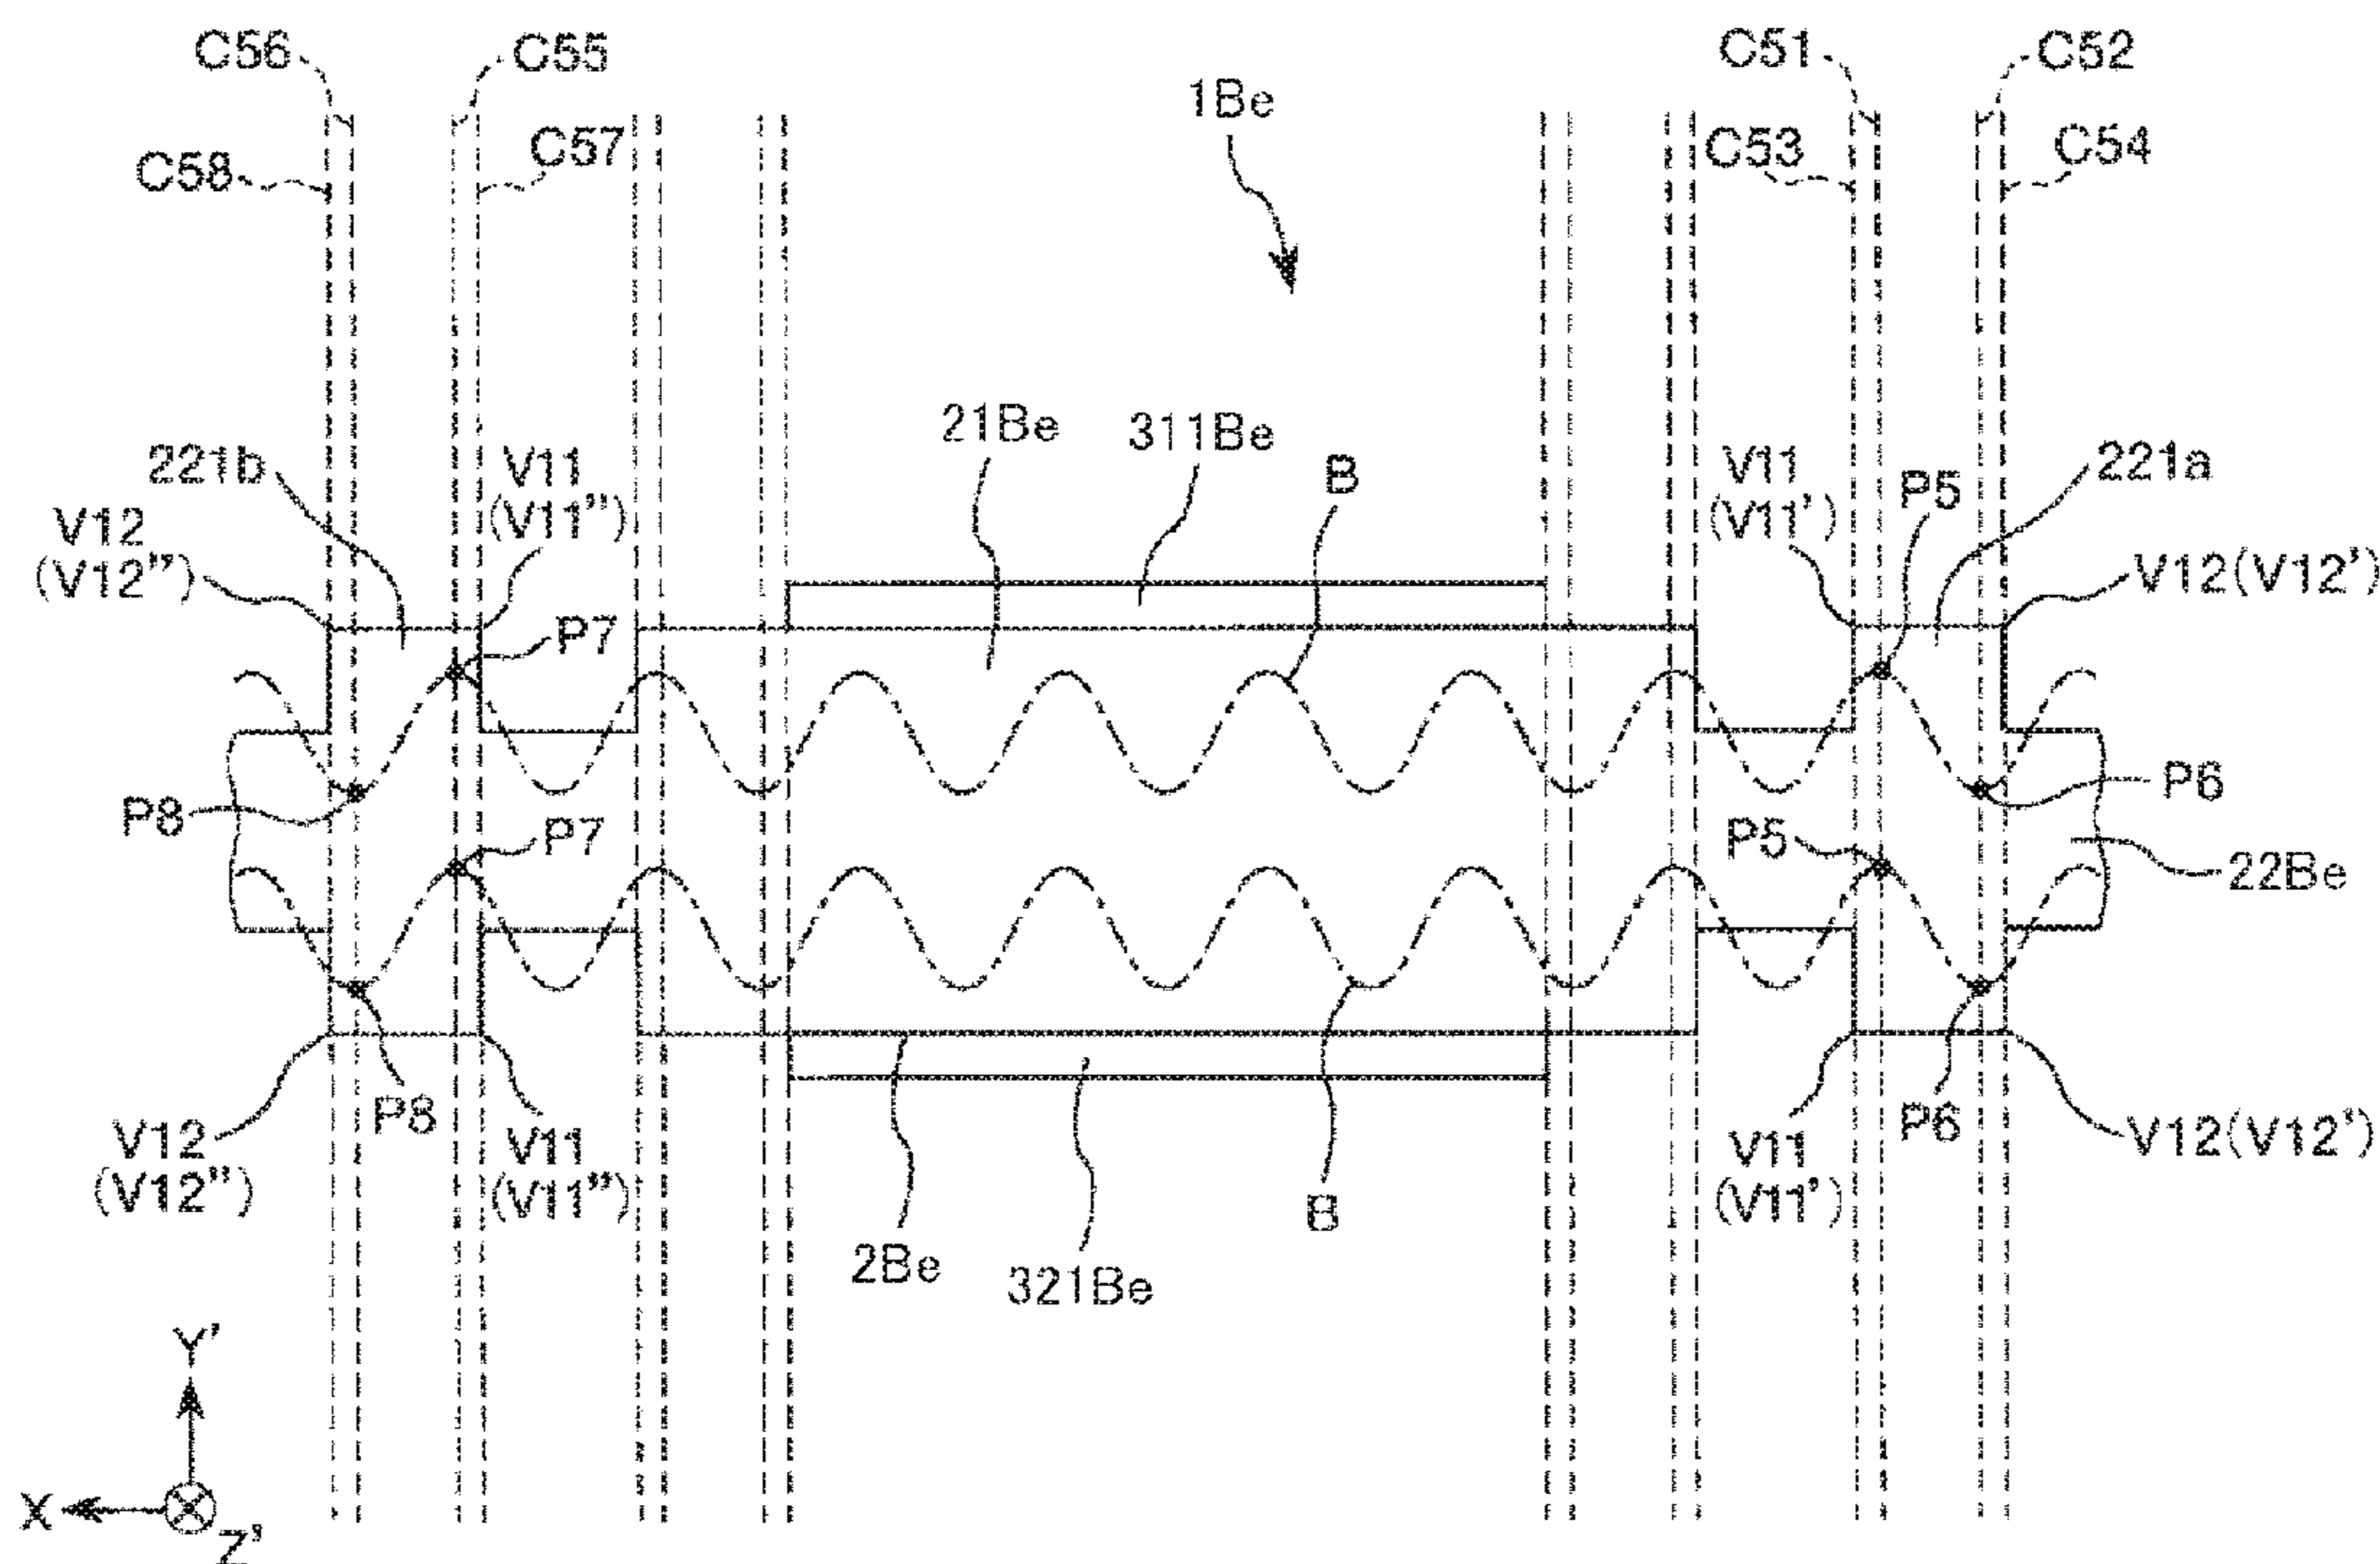 C56
C55
C51
C52
1Be
C58
C57
C53
C54
21Be
311Be
B
221b
V11
(V11")
V11
(V11')
P5
221a
V12
(V12")
P7
V12(V12')
P8
P7
P5
P6
22Be
P8
V12
(V12")
V11
(V11")
2Be
321Be
B
V11
(V11')
P6
V12(V12')
Y'
X
Z'